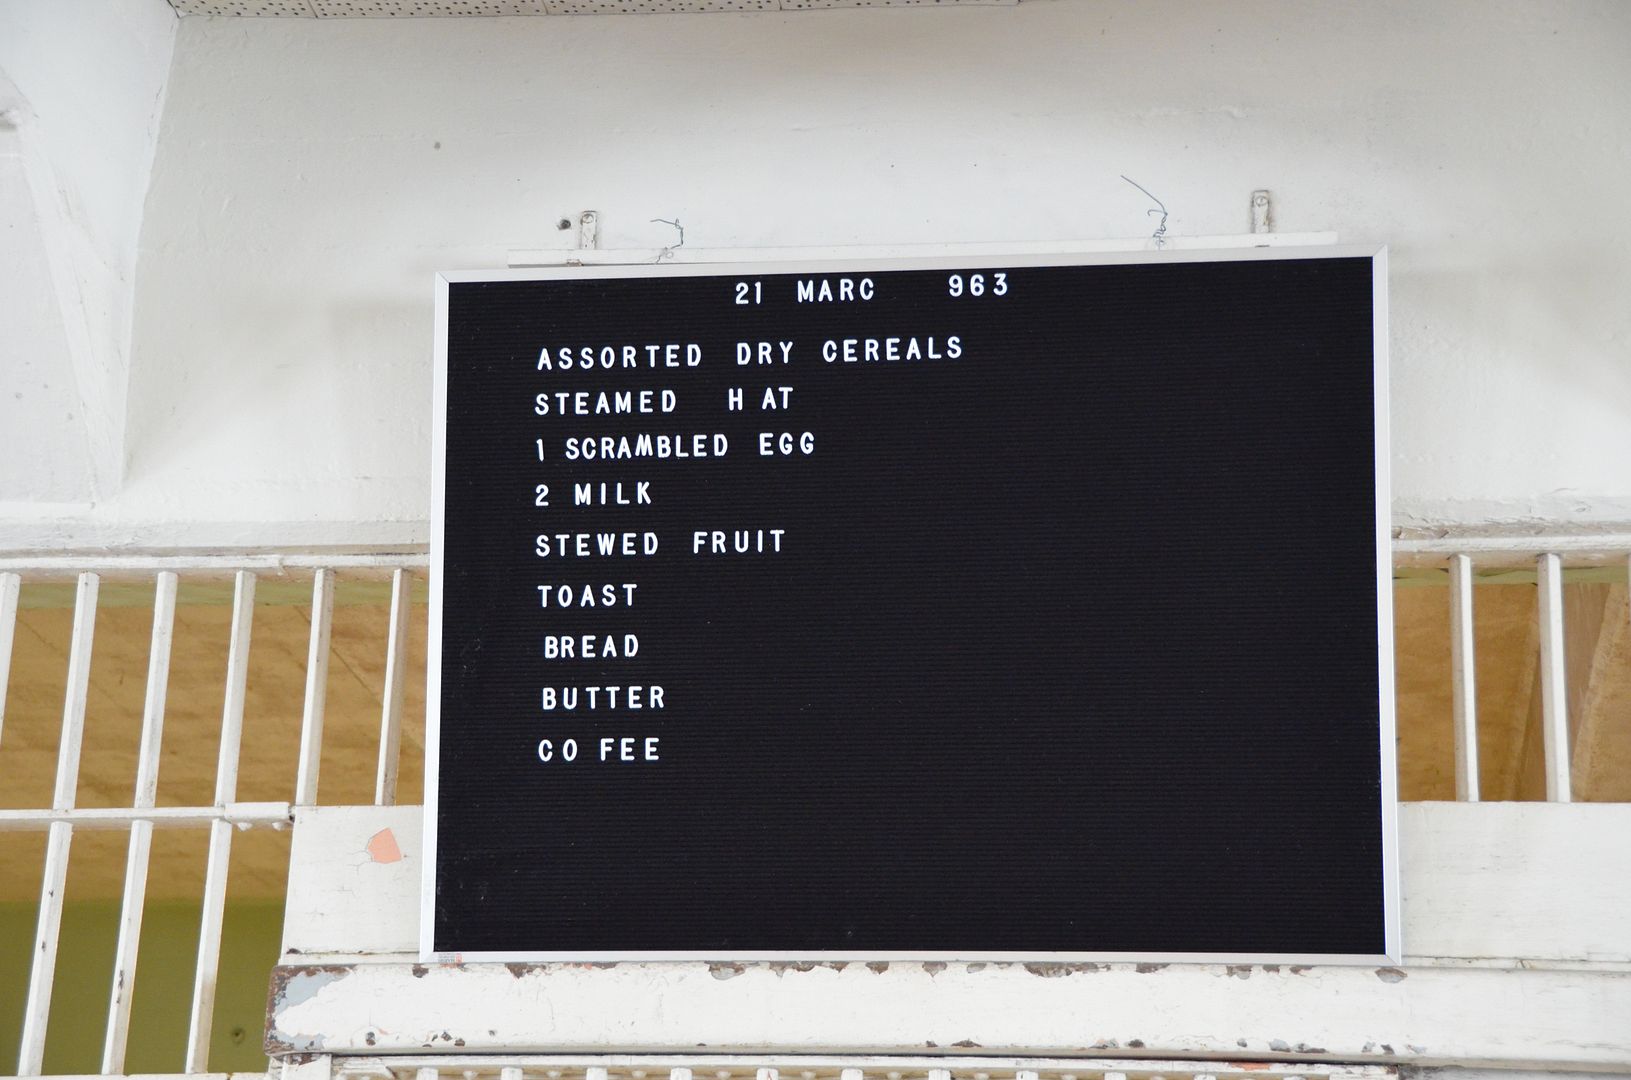 21 MARC 963
ASSORTED DRY CEREALS
STEAMED H AT
1 SCRAMBLED EGG
2 MILK
STEWED FRUIT
TOAST
BREAD
BUTTER
CO FEE